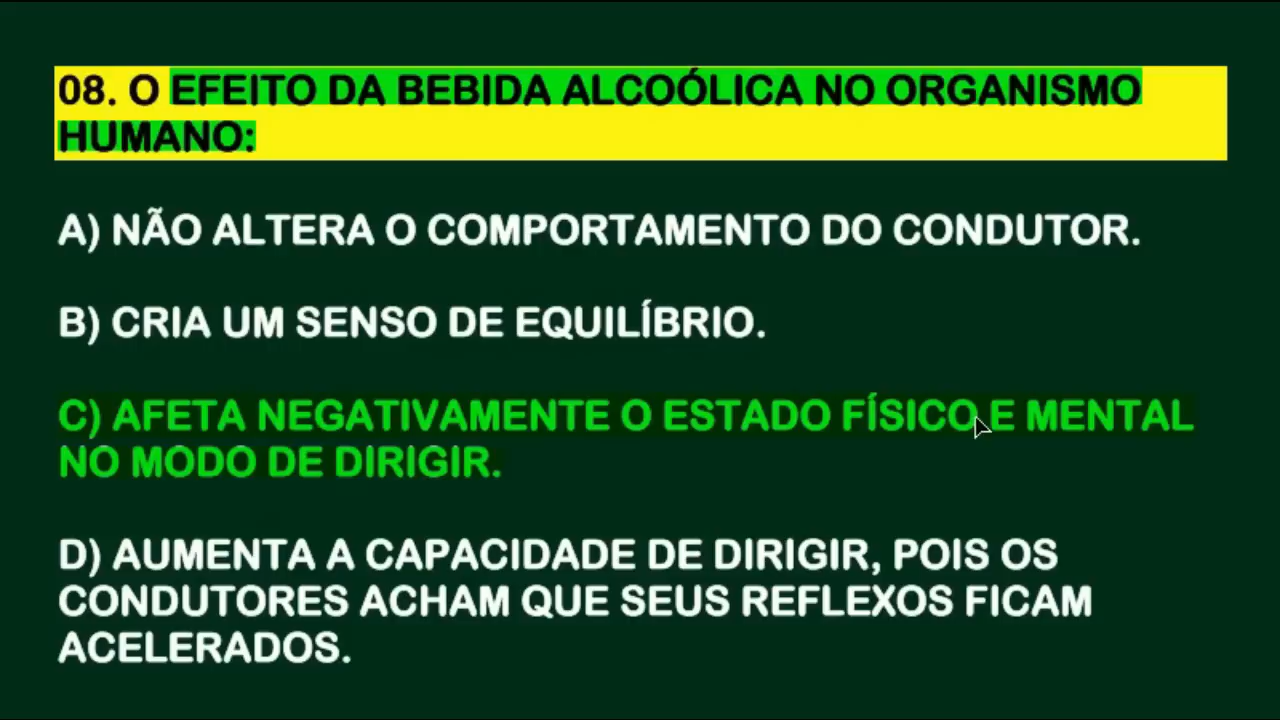 08. O EFEITO DA BEBIDA ALCOÓLICA NO ORGANISMO
HUMANO:
A) NÃO ALTERA O COMPORTAMENTO DO CONDUTOR.
B) CRIA UM SENSO DE EQUILÍBRIO.
C) AFETA NEGATIVAMENTE O ESTADO FÍSICO E MENTAL
NO MODO DE DIRIGIR.
D) AUMENTA A CAPACIDADE DE DIRIGIR, POIS OS
CONDUTORES ACHAM QUE SEUS REFLEXOS FICAM
ACELERADOS.